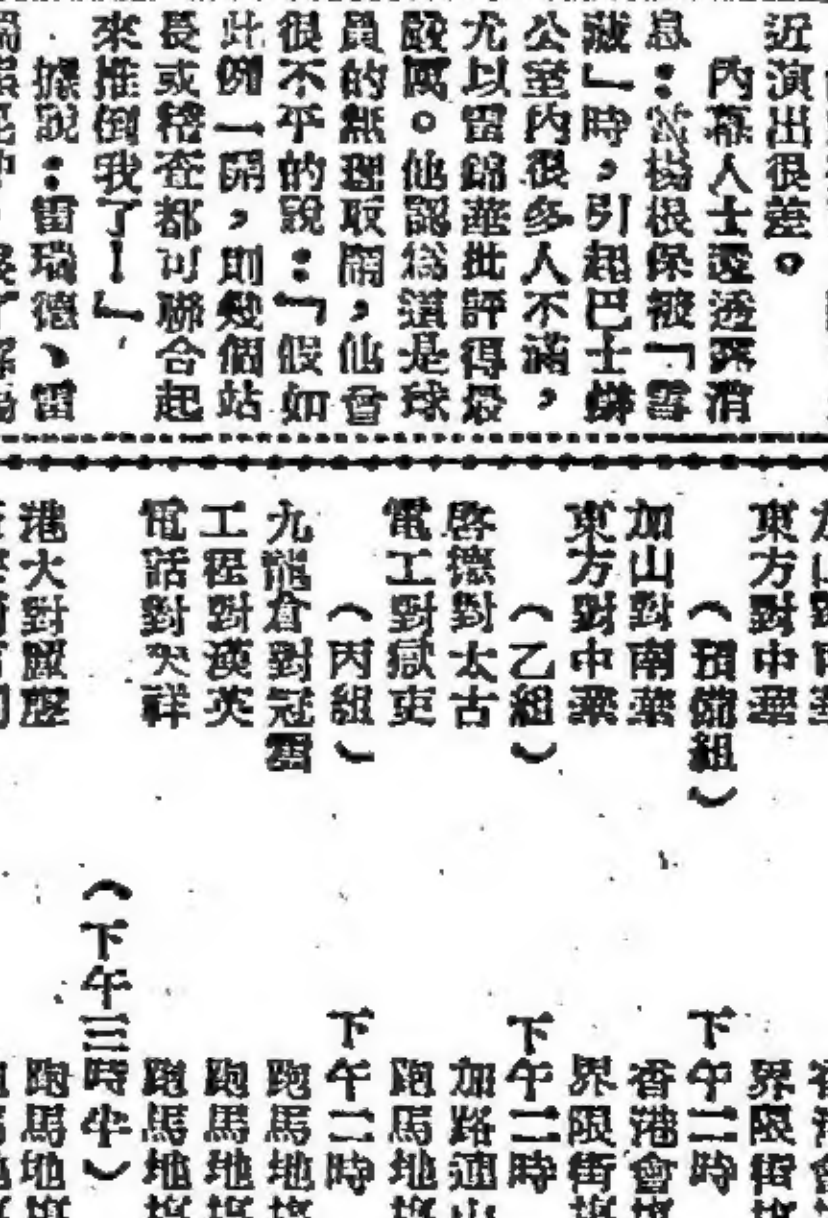 近演出很差。
內幕人士透露消
息：當楊根保被「雪
藏」時，引起巴士辦
公室內很多人不滿，
尤以雷錦華批評得最
嚴厲。他認為這是球
員的無理取鬧，他會
很不平的說：「假如
此例一開，則幾個站
長或稽查都可聯合起
來推倒我了！」
據說：雷瑞德、雷
東方對中華
界限街
（預備組）
下午二時
加山對南華
香港會
東方對中華
界限街
（乙組）
下午二時
啓德對太古
加路連山
電工對獄吏
跑馬地
（丙組）
下午二時
九龍倉對冠雷
跑馬地
工程對漢英
跑馬地
電話對天祥
跑馬地
（下午三時半）
港大對
跑馬地